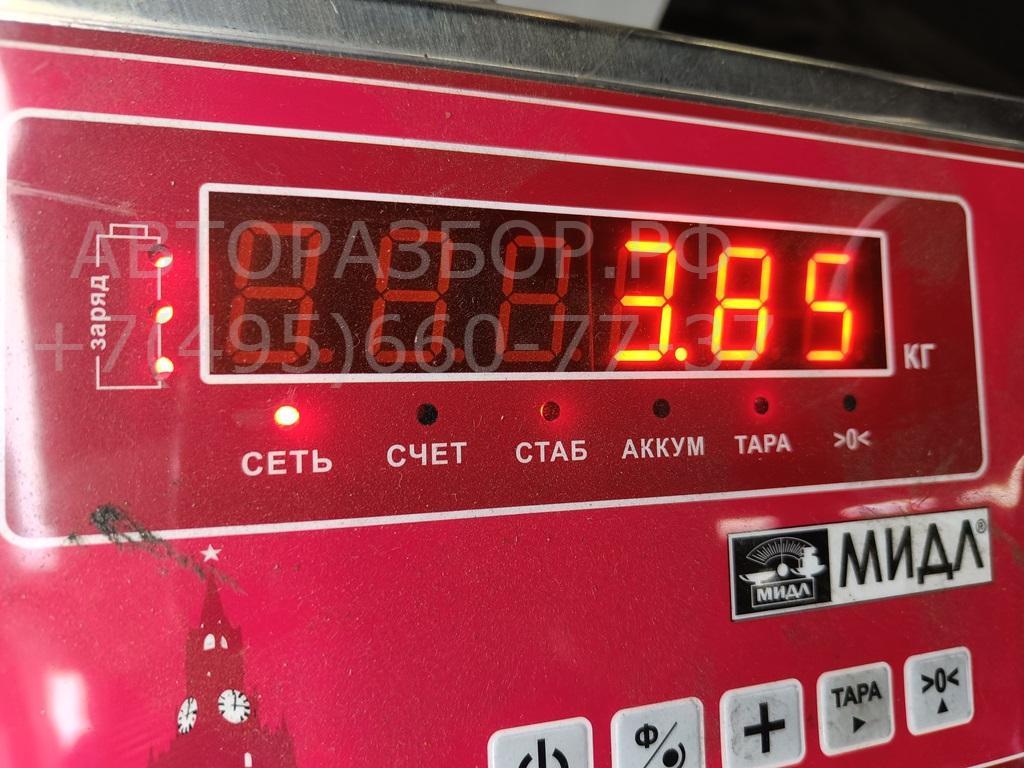 АВТОРАЗБОР.РФ
+7(495)660-77-37
заряд
3.85
КГ
СЕТЬ СЧЕТ СТАБ АККУМ ТАРА >0<
МИДЛ МИДЛ®
Ф + ТАРА >0<